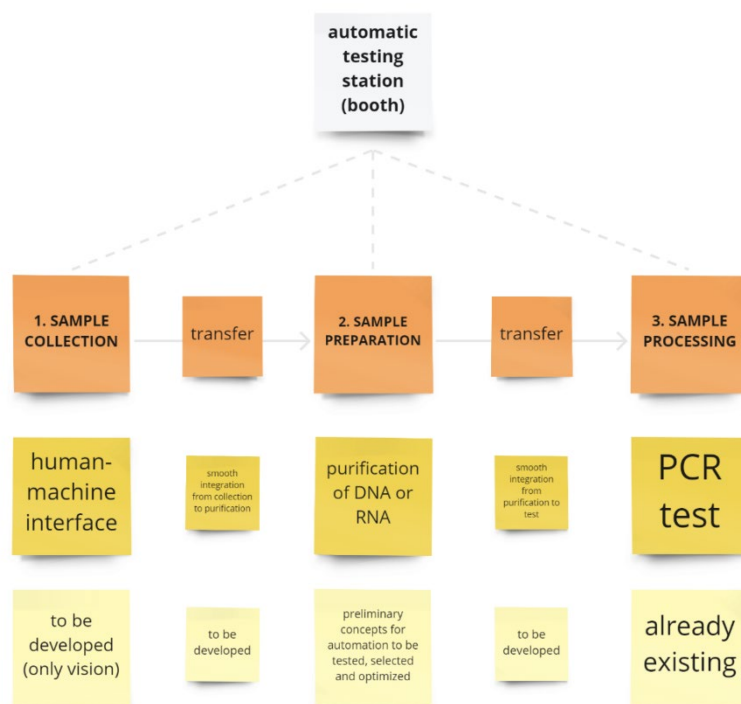 automatic
testing
station
(booth)
1. SAMPLE
COLLECTION
transfer
2. SAMPLE
PREPARATION
transfer
3. SAMPLE
PROCESSING
human-
machine
interface
smooth
integration
from collection
to purification
purification
of DNA or
RNA
smooth
integration
from
purification to
test
PCR
test
to be
developed
(only vision)
to be
developed
preliminary
concepts for
automation to be
tested, selected
and optimized
to be
developed
already
existing